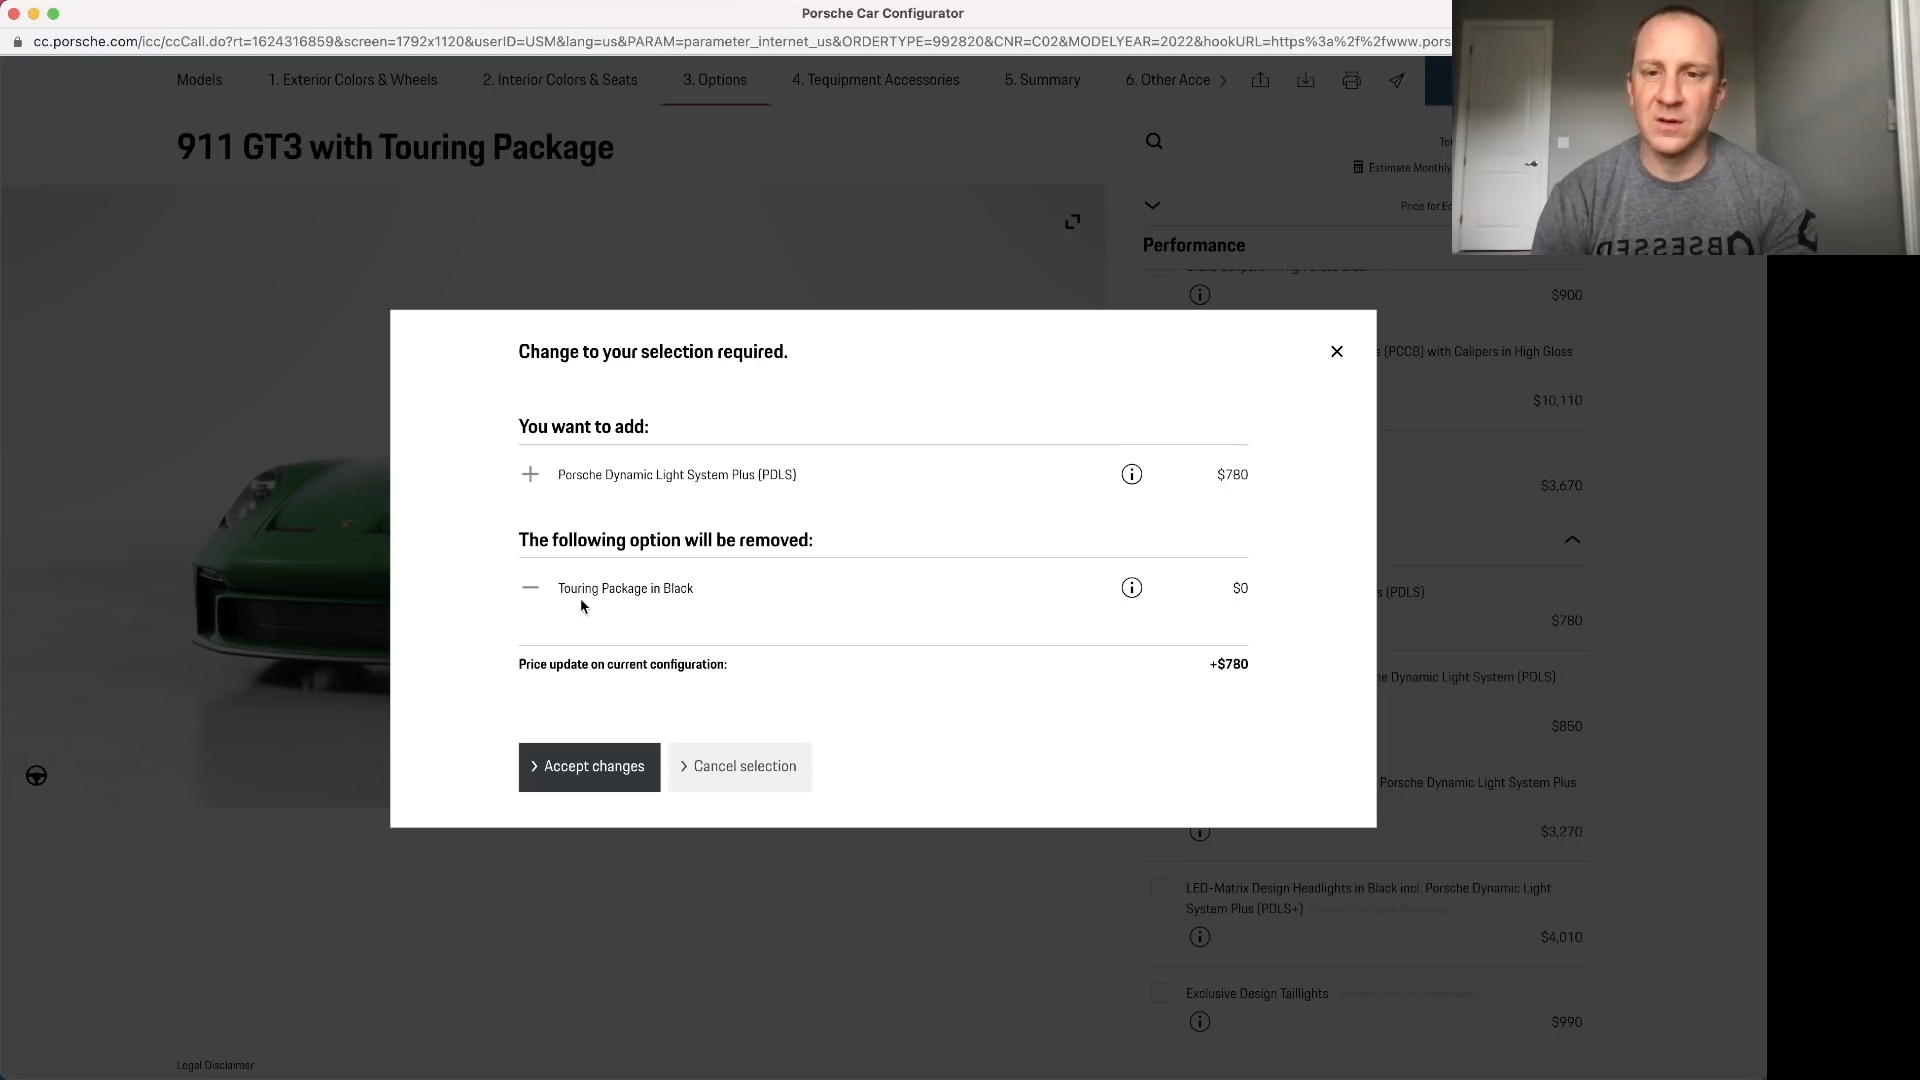 Porsche Car Configurator
cc.porsche.com/icc/ccCall.do?rt=1624316859&screen=1792x1120&userID=USM&lang=us&PARAM=parameter_internet_us&ORDERTYPE=992820&CNR=C02&MODELYEAR=2022&hookURL=https%3a%2f%2fwww.pors
Models
1. Exterior Colors & Wheels
2. Interior Colors & Seats
3. Options
4. Tequipment Accessories
5. Summary
6. Other Acce
911 GT3 with Touring Package
Estimate Monthly
Price for
Performance
$900
(PCCB) with Calipers in High Gloss
$10,110
$3,670
(PDLS)
$780
Dynamic Light System (PDLS)
$850
Porsche Dynamic Light System Plus
$3,270
LED-Matrix Design Headlights in Black incl. Porsche Dynamic Light
System Plus (PDLS+)
$4,010
Exclusive Design Taillights
$990
Change to your selection required.
You want to add:
Porsche Dynamic Light System Plus (PDLS)
$780
The following option will be removed:
Touring Package in Black
$0
Price update on current configuration:
+$780
Accept changes
Cancel selection
Legal Disclaimer
OBSESSED